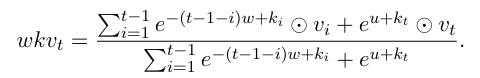 wkv_t = \frac{\sum_{i=1}^{t-1} e^{-(t-1-i)w+k_i} \odot v_i + e^{u+k_t} \odot v_t}{\sum_{i=1}^{t-1} e^{-(t-1-i)w+k_i} + e^{u+k_t}}.